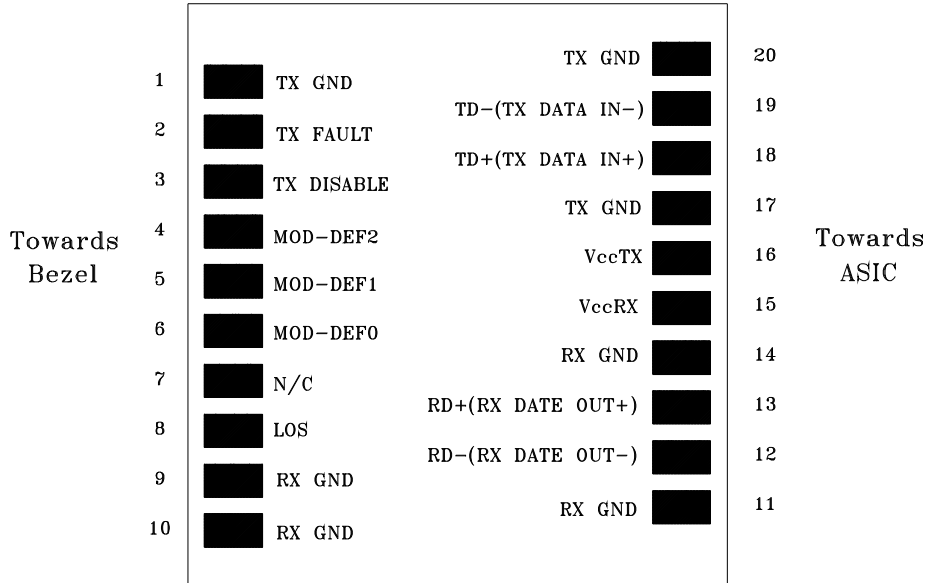 1 TX GND
2 TX FAULT
3 TX DISABLE
4 MOD-DEF2
5 MOD-DEF1
6 MOD-DEF0
7 N/C
8 LOS
9 RX GND
10 RX GND
Towards
Bezel
TX GND 20
TD-(TX DATA IN-) 19
TD+(TX DATA IN+) 18
TX GND 17
VccTX 16
VccRX 15
RX GND 14
RD+(RX DATE OUT+) 13
RD-(RX DATE OUT-) 12
RX GND 11
Towards
ASIC